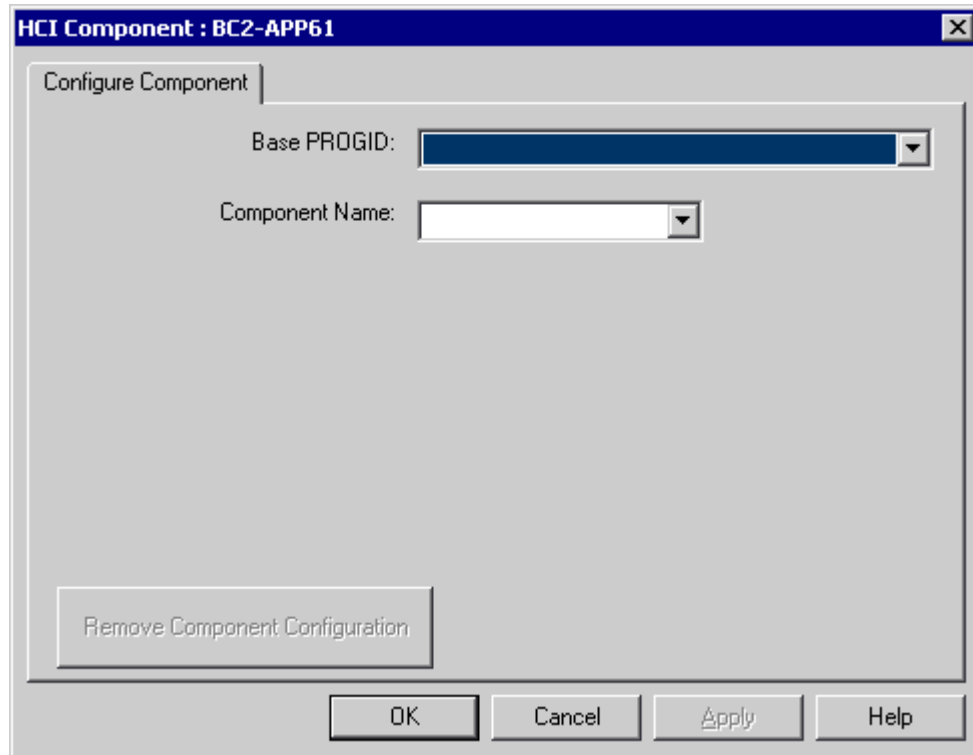 HCI Component : BC2-APP61
Configure Component
Base PROGID:
Component Name:
Remove Component Configuration
OK Cancel Apply Help